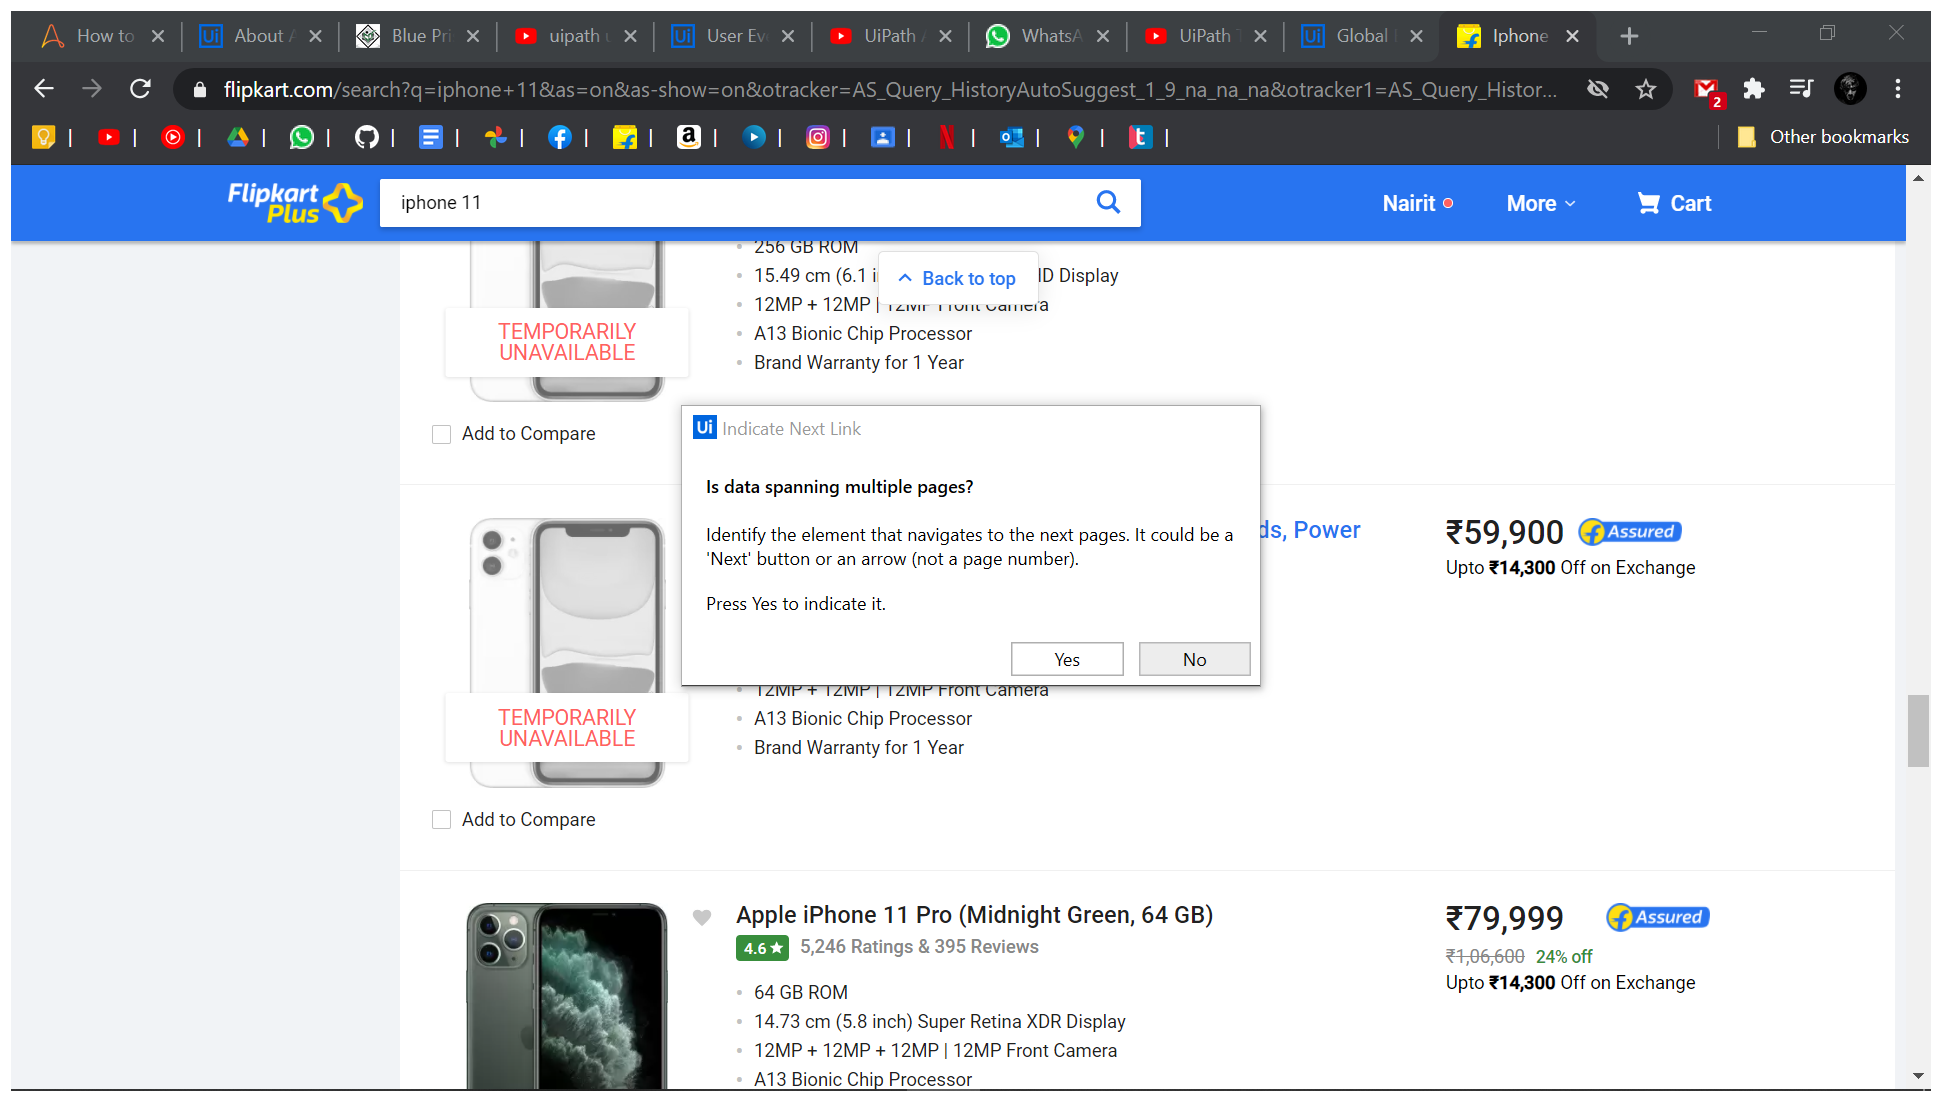 How to
About A
Blue Pri
uipath u
User Ev
UiPath
WhatsA
UiPath T
Global
Iphone
flipkart.com/search?q=iphone+11&as=on&as-show=on&otracker=AS_Query_HistoryAutoSuggest_1_9_na_na_na&otracker1=AS_Query_Histor...
2
Other bookmarks
Flipkart
Plus
iphone 11
Nairit
More
Cart
256 GB ROM
15.49 cm (6.1 i
HD Display
Back to top
12MP + 12MP | 12MP Front Camera
A13 Bionic Chip Processor
Brand Warranty for 1 Year
TEMPORARILY
UNAVAILABLE
Add to Compare
Ui Indicate Next Link
Is data spanning multiple pages?
Identify the element that navigates to the next pages. It could be a
'Next' button or an arrow (not a page number).
Press Yes to indicate it.
Yes
No
ds, Power
₹59,900
Assured
Upto ₹14,300 Off on Exchange
12MP + 12MP | 12MP Front Camera
A13 Bionic Chip Processor
Brand Warranty for 1 Year
TEMPORARILY
UNAVAILABLE
Add to Compare
Apple iPhone 11 Pro (Midnight Green, 64 GB)
4.6 ★ 5,246 Ratings & 395 Reviews
64 GB ROM
14.73 cm (5.8 inch) Super Retina XDR Display
12MP + 12MP + 12MP | 12MP Front Camera
A13 Bionic Chip Processor
₹79,999
Assured
₹1,06,600 24% off
Upto ₹14,300 Off on Exchange